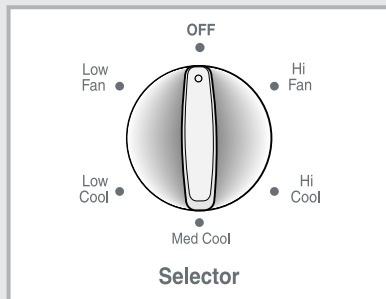 OFF
Low
Fan
Hi
Fan
Low
Cool
Hi
Cool
Med Cool
Selector